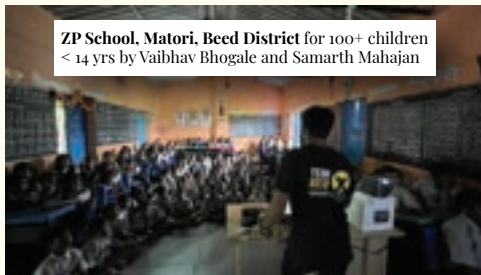 ZP School, Matori, Beed District for 100+ children
< 14 yrs by Vaibhav Bhogale and Samarth Mahajan